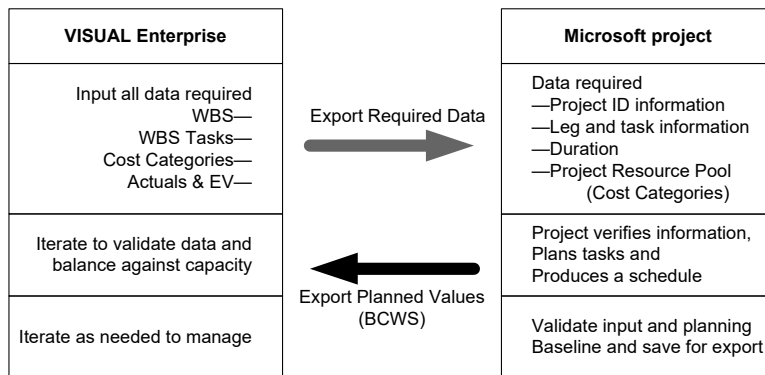 VISUAL Enterprise
Input all data required
WBS—
WBS Tasks—
Cost Categories—
Actuals & EV—
Iterate to validate data and
balance against capacity
Iterate as needed to manage
Export Required Data
Export Planned Values
(BCWS)
Microsoft project
Data required
—Project ID information
—Leg and task information
—Duration
—Project Resource Pool
(Cost Categories)
Project verifies information,
Plans tasks and
Produces a schedule
Validate input and planning
Baseline and save for export